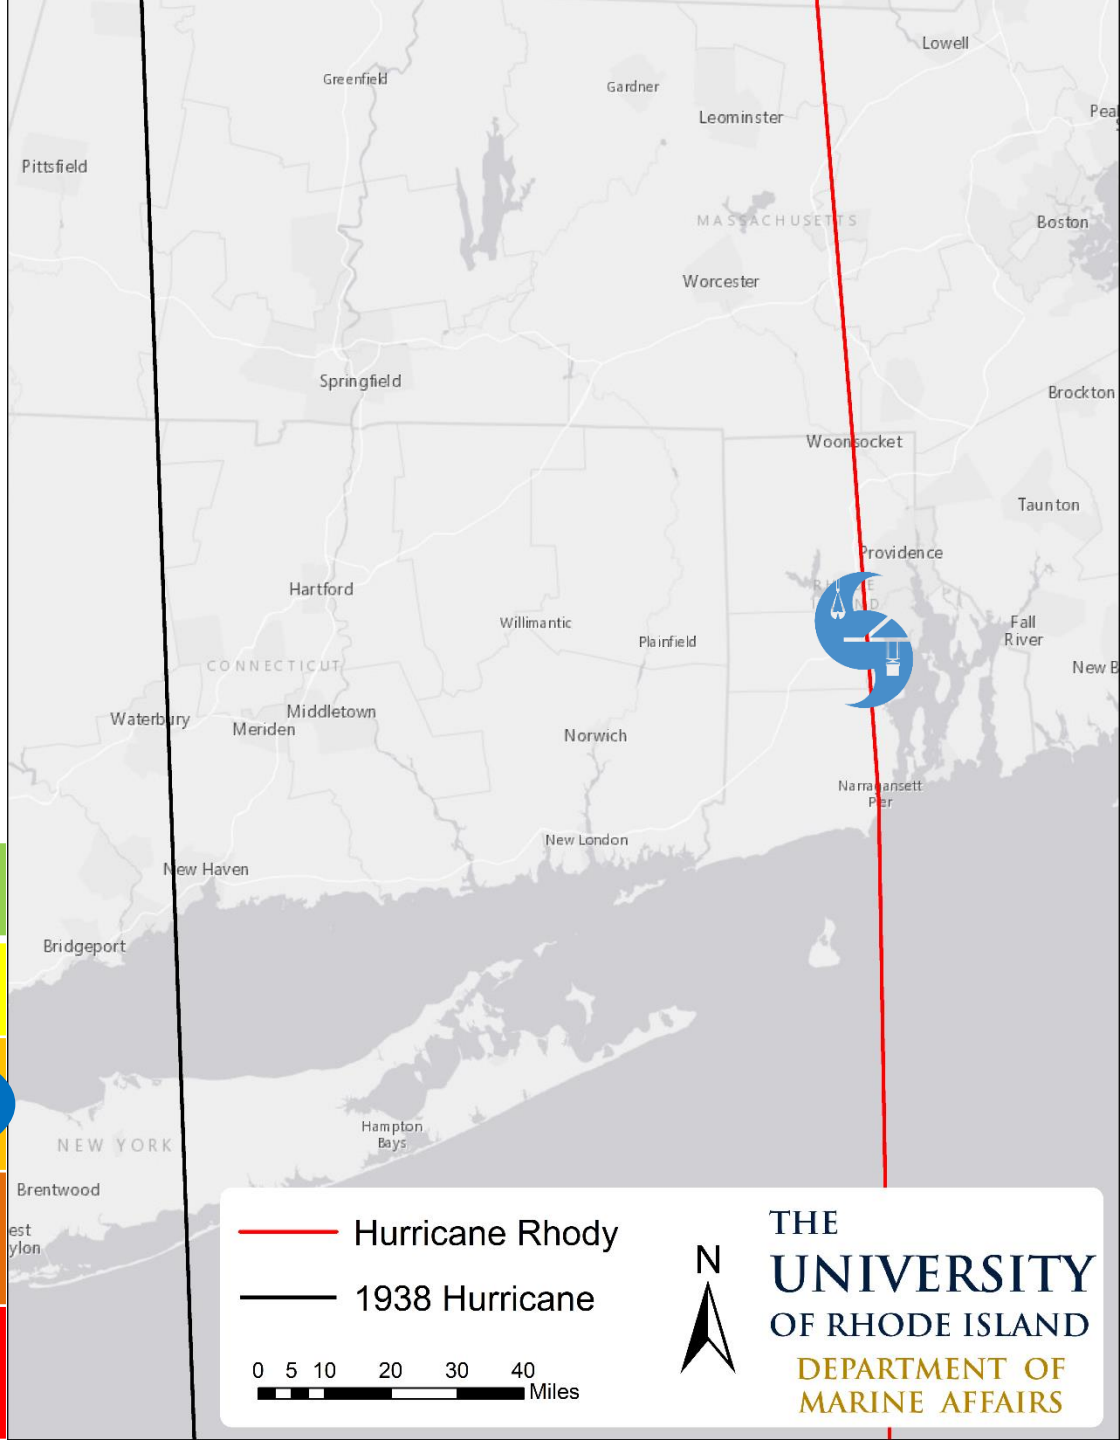 Lowell
Greenfield
Gardner
Leominster
Pea
Pittsfield
MASSACHUSETTS
Boston
Worcester
Springfield
Brockton
Woonsocket
Taunton
Providence
Hartford
Willimantic
Fall
River
Plainfield
CONNECTICUT
New B
Waterbury
Middletown
Meriden
Norwich
Narragansett
Pier
New London
New Haven
Bridgeport
Hampton
Bays
NEW YORK
Brentwood
est
ylon
Hurricane Rhody
1938 Hurricane
0 5 10 20 30 40
Miles
N
THE
UNIVERSITY
OF RHODE ISLAND
DEPARTMENT OF
MARINE AFFAIRS